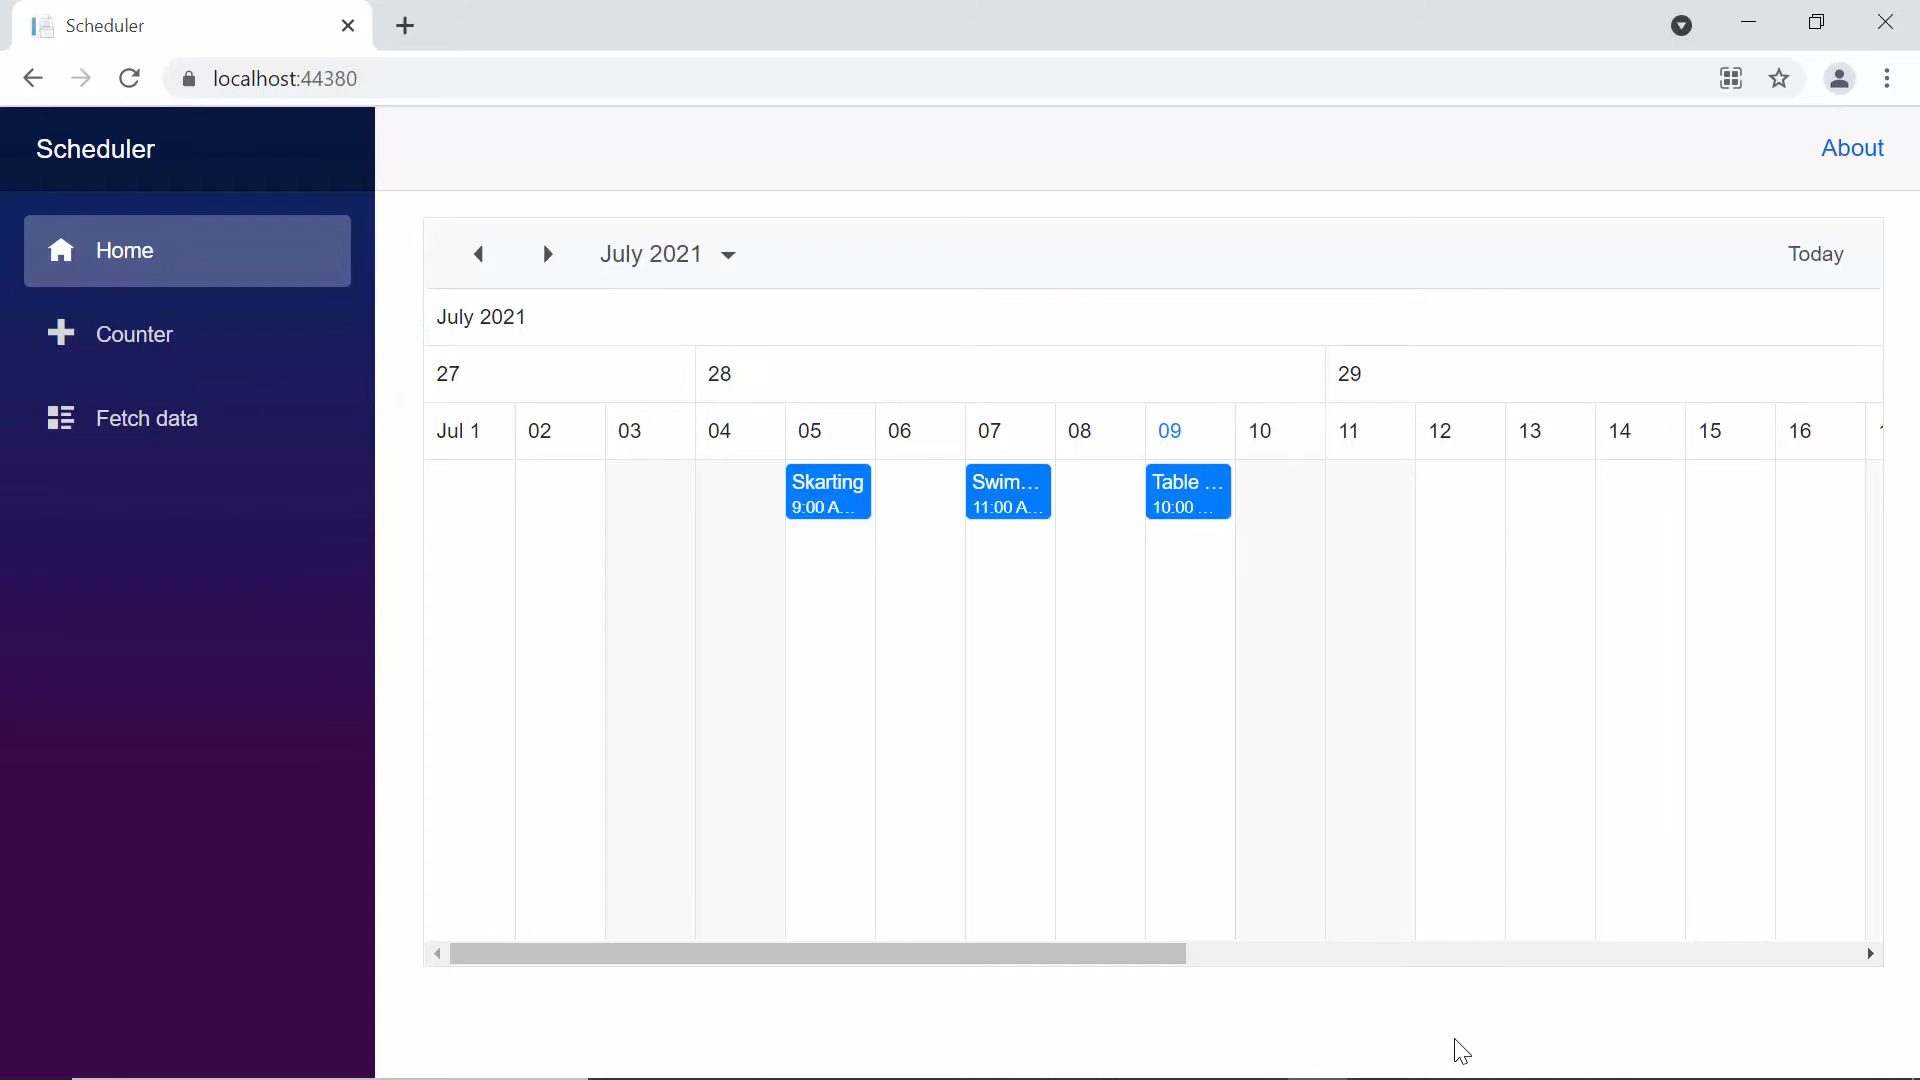 Scheduler
localhost:44380
Scheduler
About
Home
Counter
Fetch data
July 2021
Today
July 2021
27 28 29
Jul 1 02 03 04 05 06 07 08 09 10 11 12 13 14 15 16
Skarting Swim... Table ...
9:00 A... 11:00 A... 10:00 ...